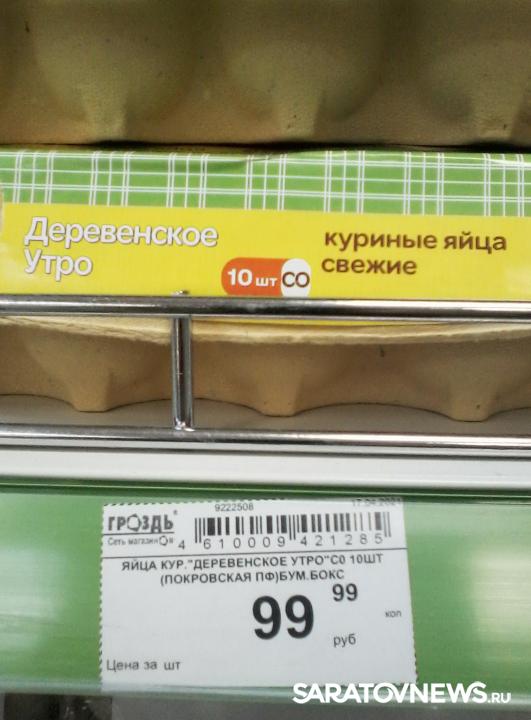 Деревенское
Утро
10 шт СО
куриные яйца
свежие
9222508
17.04.2021
ГРОЗДЬ
Сеть магазинов
4 610009 421285
ЯЙЦА КУР."ДЕРЕВЕНСКОЕ УТРО"С0 10ШТ
(ПОКРОВСКАЯ ПФ)БУМ.БОКС
99 99
коп
руб
Цена за шт
SARATOVNEWS.RU